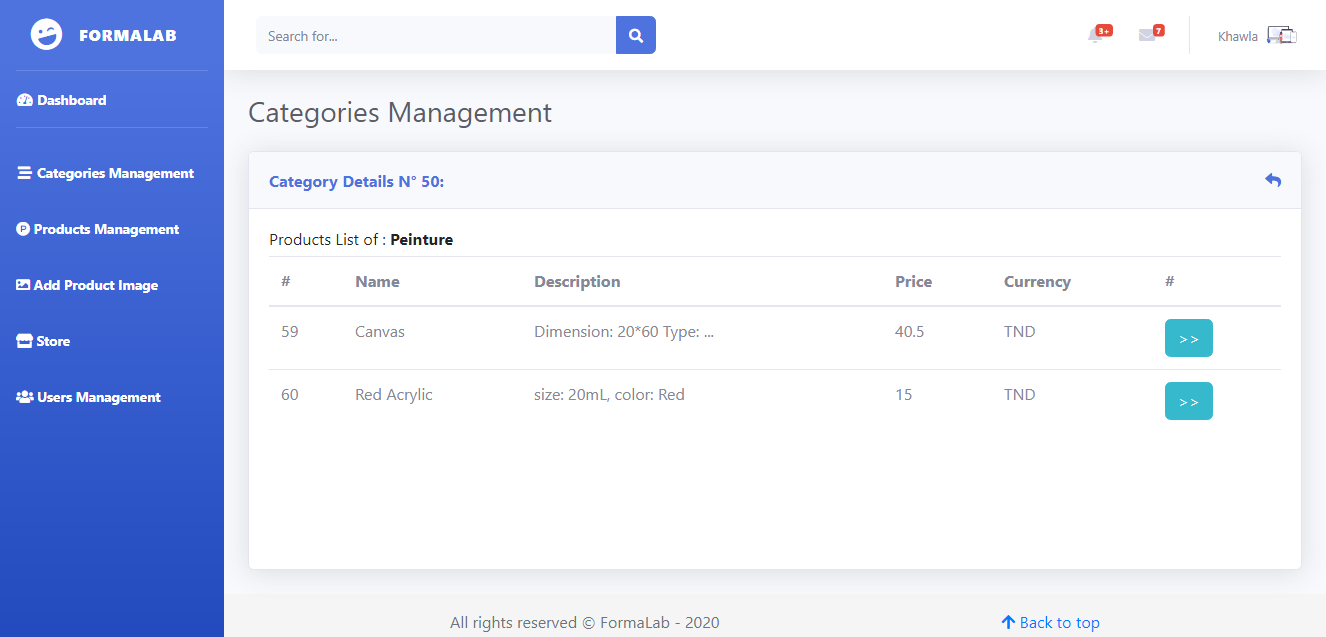 FORMALAB
Search for...
3+
7
Khawla
Dashboard
Categories Management
Products Management
Add Product Image
Store
Users Management
Categories Management
Category Details N° 50:
Products List of : Peinture
# Name Description Price Currency #
59 Canvas Dimension: 20*60 Type: ... 40.5 TND >>
60 Red Acrylic size: 20mL, color: Red 15 TND >>
All rights reserved © FormaLab - 2020
Back to top